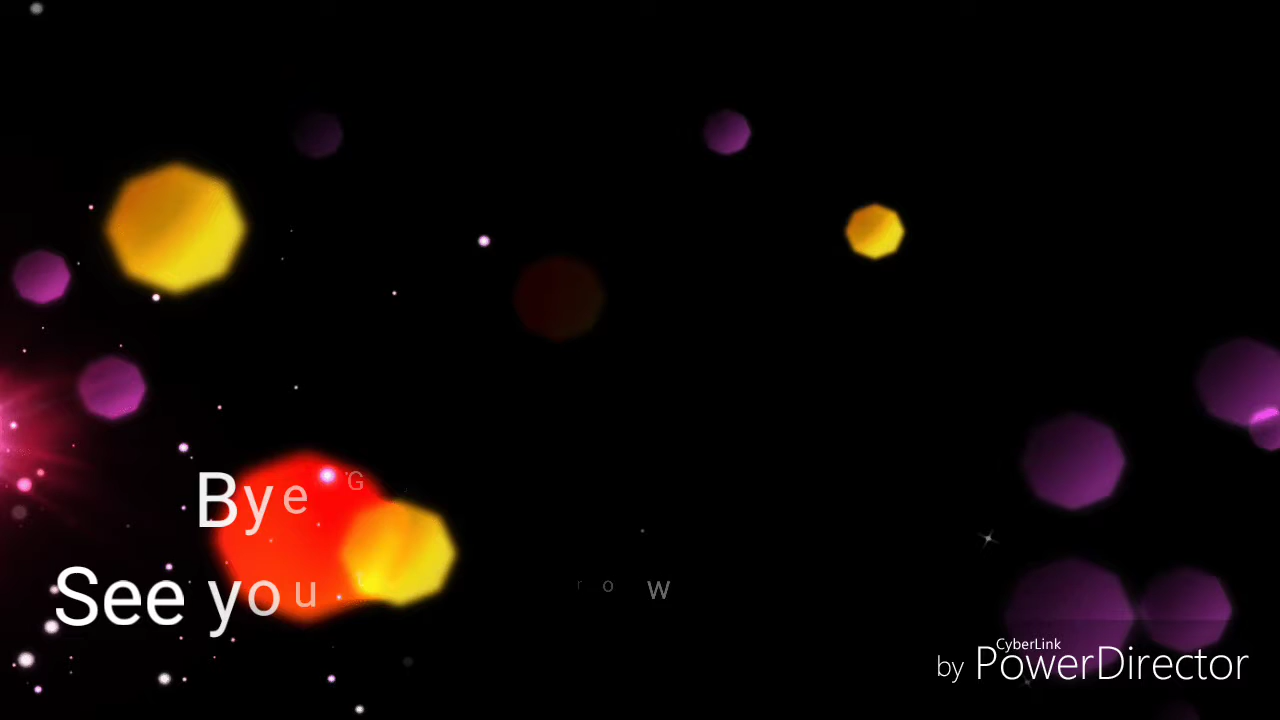 Bye G
See you
r o w
CyberLink
by PowerDirector